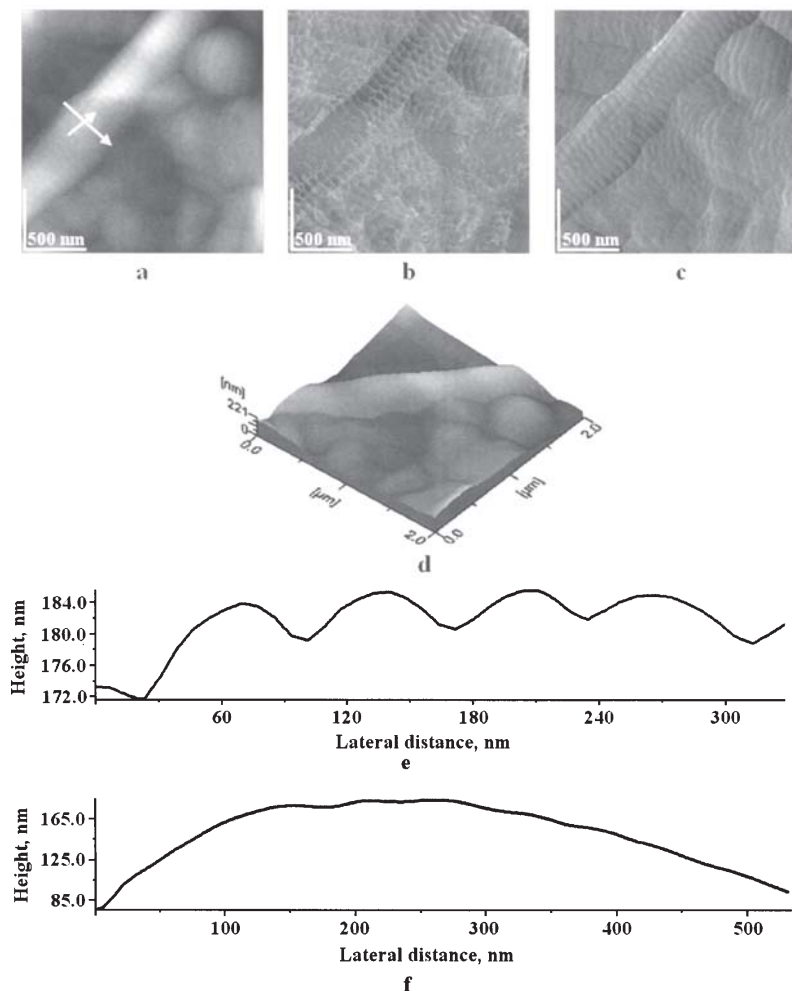 500 nm
500 nm
500 nm
a
b
c
[nm]
221
0
0.0
[µm]
2.0
0.0
[µm]
2.0
d
184.0
180.0
176.0
172.0
Height, nm
60
120
180
240
300
Lateral distance, nm
e
165.0
125.0
85.0
Height, nm
100
200
300
400
500
Lateral distance, nm
f